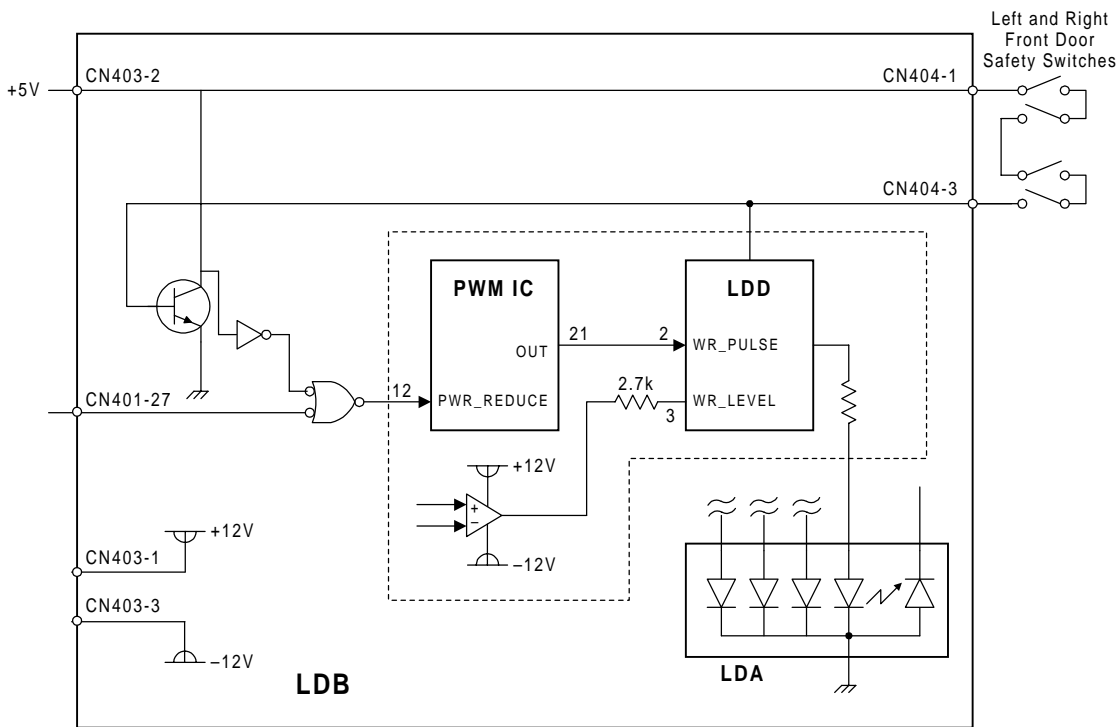 Left and Right
Front Door
Safety Switches
CN403-2
CN404-1
+5V
CN404-3
PWM IC
LDD
21
2
OUT
WR_PULSE
2.7k
CN401-27
12
PWR_REDUCE
3
WR_LEVEL
+12V
+
−
−12V
+12V
CN403-1
CN403-3
−12V
LDB
LDA